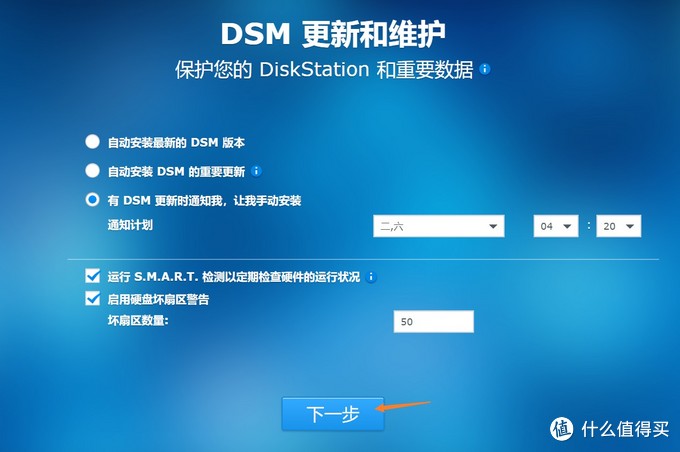 DSM 更新和维护
保护您的 DiskStation 和重要数据
自动安装最新的 DSM 版本
自动安装 DSM 的重要更新
有 DSM 更新时通知我，让我手动安装
通知计划 二,六 04 : 20
运行 S.M.A.R.T. 检测以定期检查硬件的运行状况
启用硬盘坏扇区警告
坏扇区数量: 50
下一步
值 什么值得买